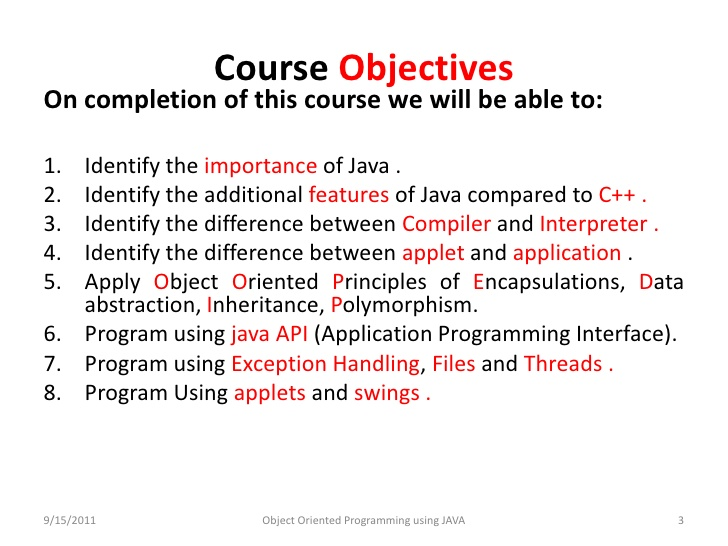 Course Objectives
On completion of this course we will be able to:
1. Identify the importance of Java .
2. Identify the additional features of Java compared to C++ .
3. Identify the difference between Compiler and Interpreter .
4. Identify the difference between applet and application .
5. Apply Object Oriented Principles of Encapsulations, Data
abstraction, Inheritance, Polymorphism.
6. Program using java API (Application Programming Interface).
7. Program using Exception Handling, Files and Threads .
8. Program Using applets and swings .
9/15/2011 Object Oriented Programming using JAVA 3